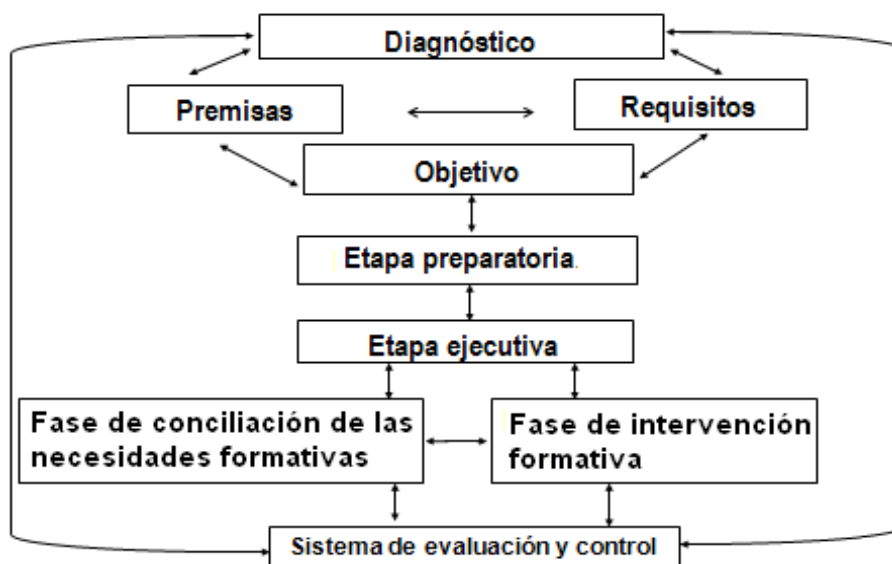 Diagnóstico
Premisas
Requisitos
Objetivo
Etapa preparatoria.
Etapa ejecutiva
Fase de conciliación de las
necesidades formativas
Fase de intervención
formativa
Sistema de evaluación y control